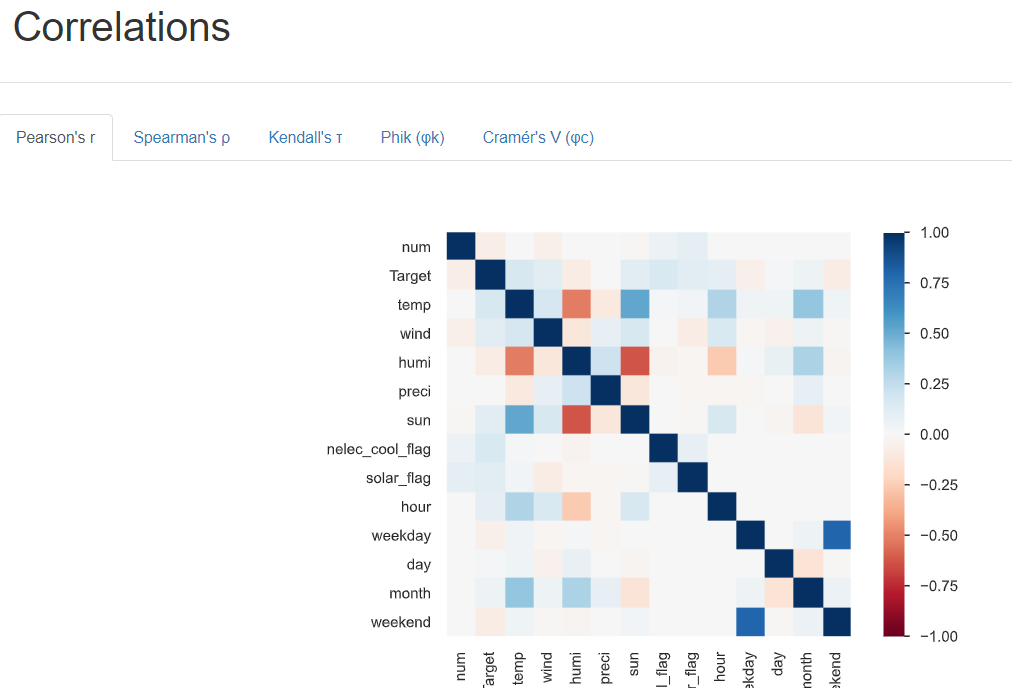 Correlations
Pearson's r Spearman's ρ Kendall's τ Phik (φk) Cramér's V (φc)
num
Target
temp
wind
humi
preci
sun
nelec_cool_flag
solar_flag
hour
weekday
day
month
weekend
1.00
0.75
0.50
0.25
0.00
−0.25
−0.50
−0.75
−1.00
num arget temp wind humi preci sun l_flag r_flag hour ekday day month ekend